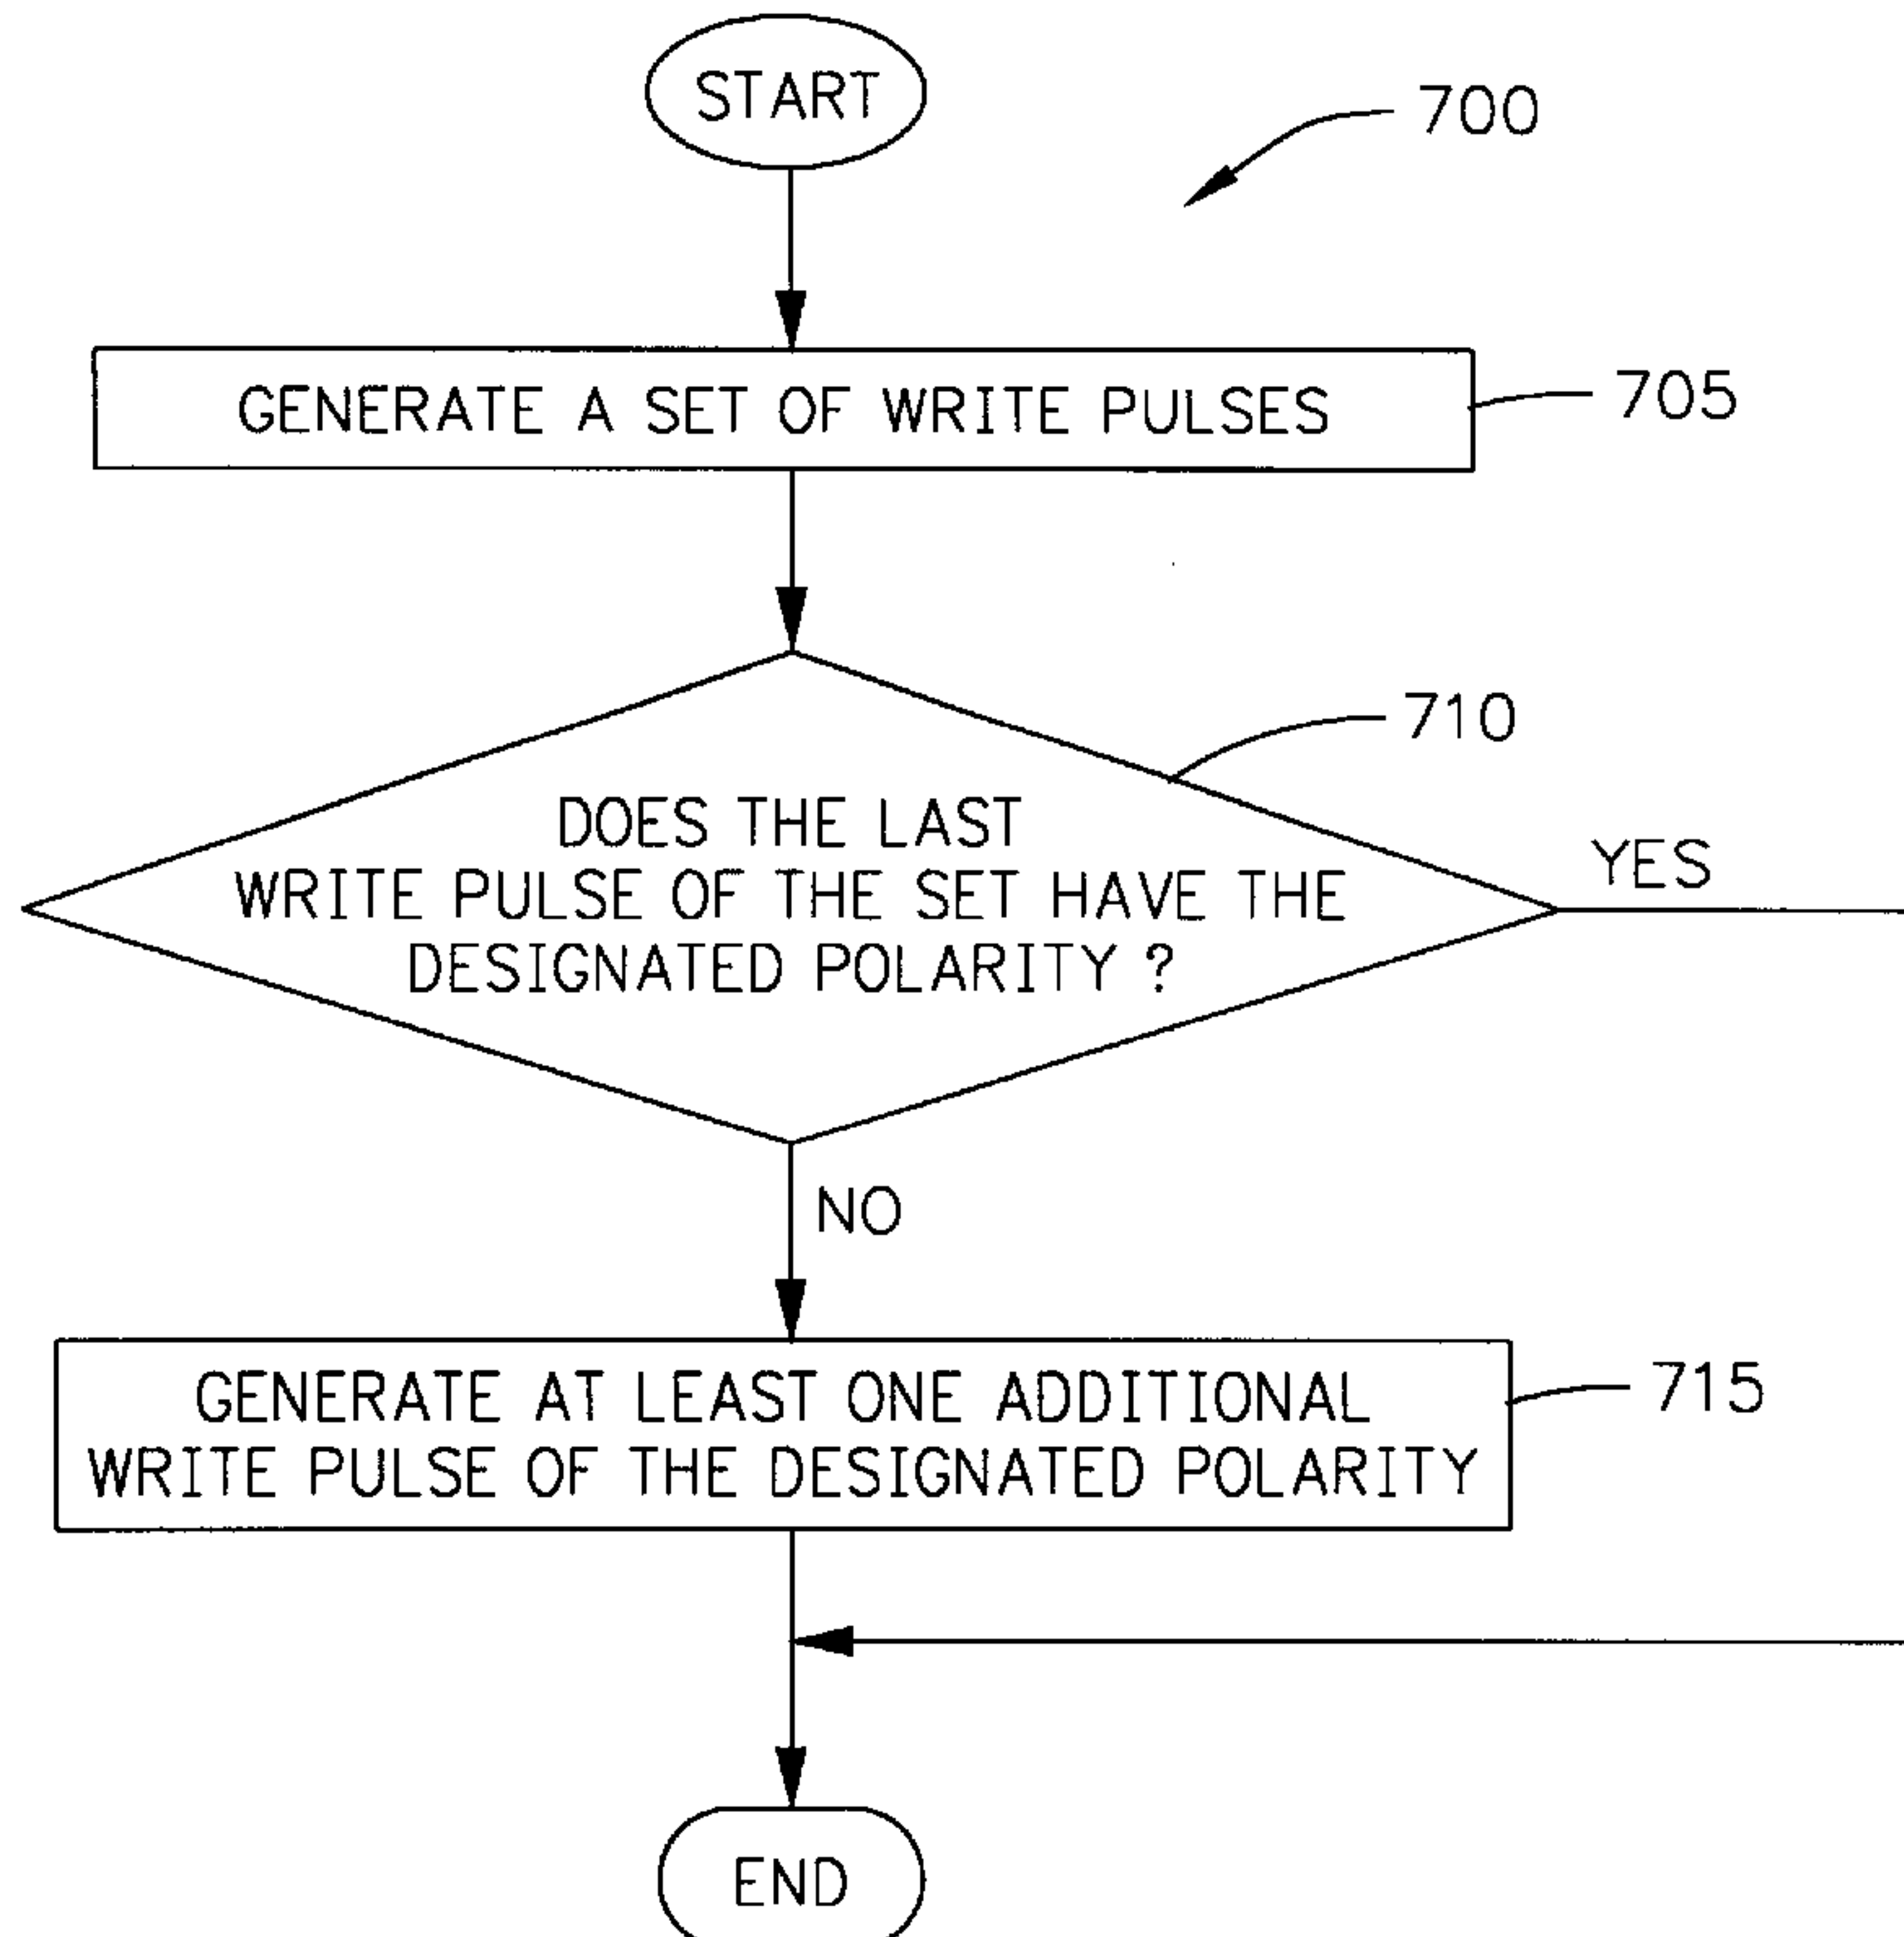 START
700
GENERATE A SET OF WRITE PULSES
705
710
DOES THE LAST
WRITE PULSE OF THE SET HAVE THE
DESIGNATED POLARITY ?
YES
NO
GENERATE AT LEAST ONE ADDITIONAL
WRITE PULSE OF THE DESIGNATED POLARITY
715
END